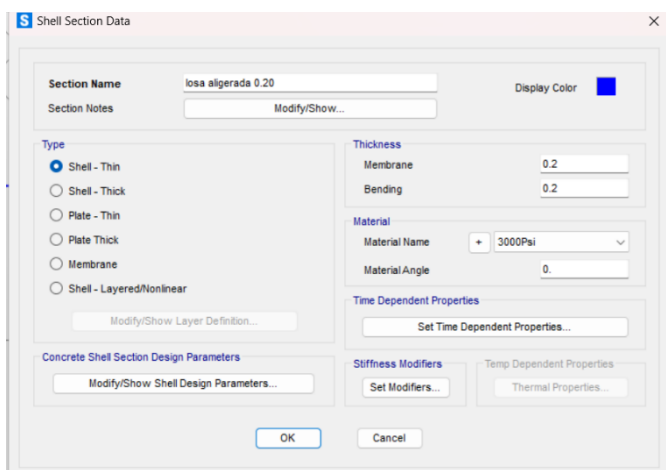 S Shell Section Data
Section Name losa aligerada 0.20 Display Color
Section Notes Modify/Show...
Type
Shell - Thin
Shell - Thick
Plate - Thin
Plate Thick
Membrane
Shell - Layered/Nonlinear
Modify/Show Layer Definition...
Concrete Shell Section Design Parameters
Modify/Show Shell Design Parameters...
Thickness
Membrane 0.2
Bending 0.2
Material
Material Name + 3000Psi
Material Angle 0.
Time Dependent Properties
Set Time Dependent Properties...
Stiffness Modifiers
Set Modifiers...
Temp Dependent Properties
Thermal Properties...
OK Cancel